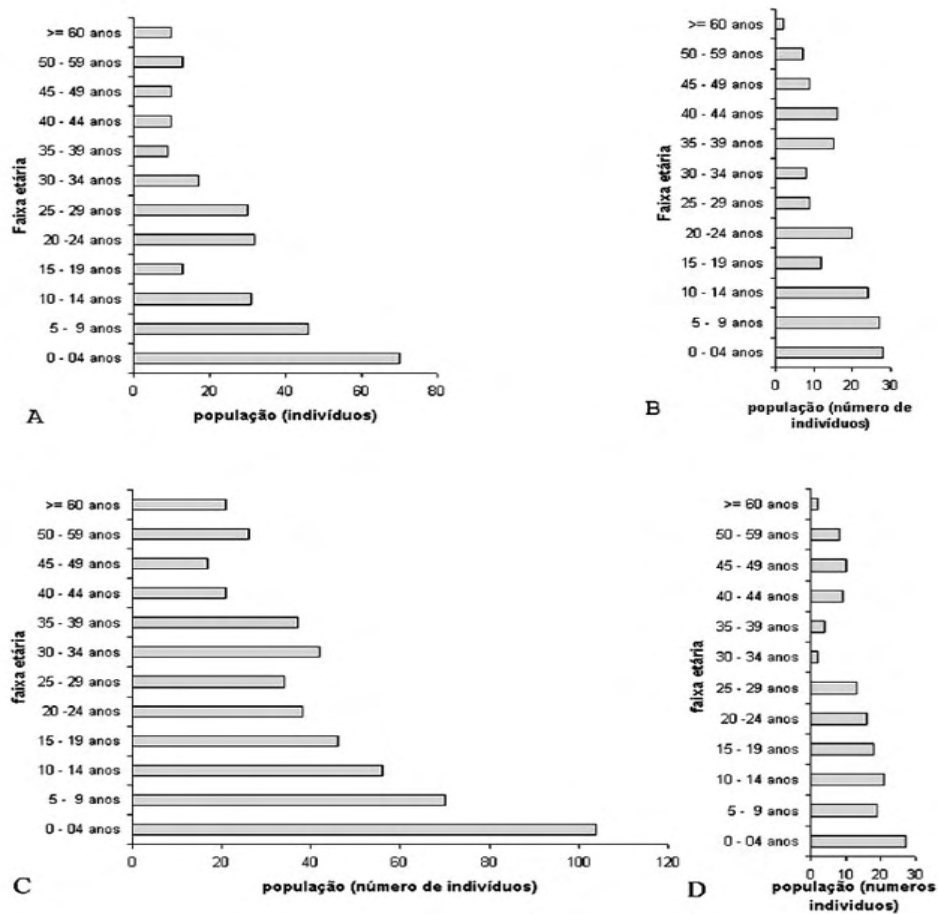 >= 60 anos
50 - 59 anos
45 - 49 anos
40 - 44 anos
35 - 39 anos
30 - 34 anos
25 - 29 anos
20 -24 anos
15 - 19 anos
10 - 14 anos
5 - 9 anos
0 - 04 anos
Faixa etária
0 20 40 60 80
população (indivíduos)
A
>= 60 anos
50 - 59 anos
45 - 49 anos
40 - 44 anos
35 - 39 anos
30 - 34 anos
25 - 29 anos
20 -24 anos
15 - 19 anos
10 - 14 anos
5 - 9 anos
0 - 04 anos
Faixa etária
0 10 20 30
população (número de
indivíduos)
B
>= 60 anos
50 - 59 anos
45 - 49 anos
40 - 44 anos
35 - 39 anos
30 - 34 anos
25 - 29 anos
20 -24 anos
15 - 19 anos
10 - 14 anos
5 - 9 anos
0 - 04 anos
faixa etária
0 20 40 60 80 100 120
população (número de indivíduos)
C
>= 60 anos
50 - 59 anos
45 - 49 anos
40 - 44 anos
35 - 39 anos
30 - 34 anos
25 - 29 anos
20 -24 anos
15 - 19 anos
10 - 14 anos
5 - 9 anos
0 - 04 anos
faixa etária
0 10 20 30
população (numeros
individuos)
D